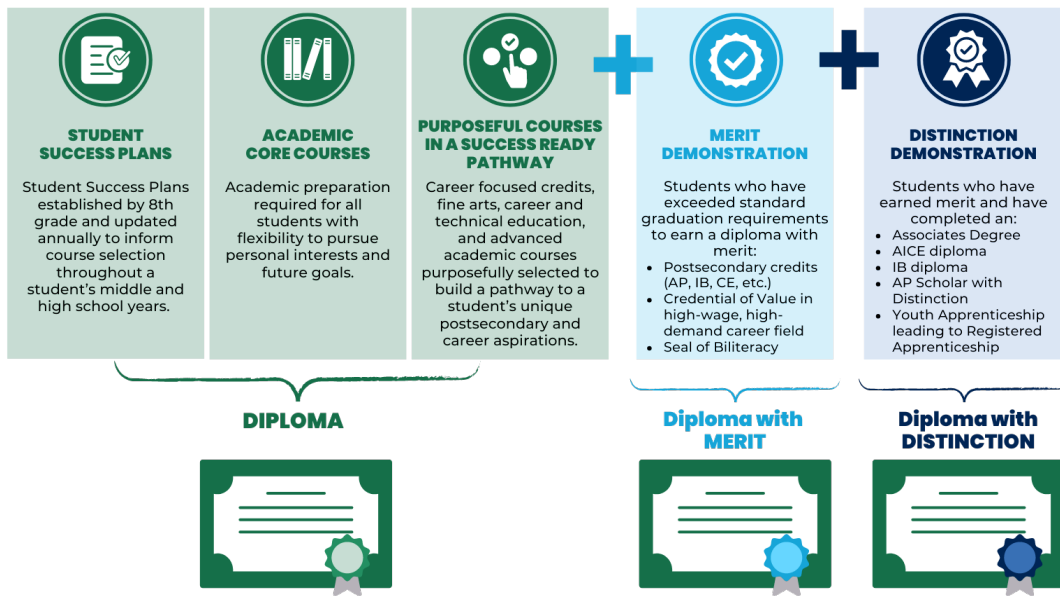 STUDENT
SUCCESS PLANS
Student Success Plans
established by 8th
grade and updated
annually to inform
course selection
throughout a
student’s middle and
high school years.
ACADEMIC
CORE COURSES
Academic preparation
required for all
students with
flexibility to pursue
personal interests and
future goals.
PURPOSEFUL COURSES
IN A SUCCESS READY
PATHWAY
Career focused credits,
fine arts, career and
technical education,
and advanced
academic courses
purposefully selected to
build a pathway to a
student’s unique
postsecondary and
career aspirations.
MERIT
DEMONSTRATION
Students who have
exceeded standard
graduation requirements
to earn a diploma with
merit:
• Postsecondary credits
(AP, IB, CE, etc.)
• Credential of Value in
high-wage, high-
demand career field
• Seal of Biliteracy
DISTINCTION
DEMONSTRATION
Students who have
earned merit and have
completed an:
• Associates Degree
• AICE diploma
• IB diploma
• AP Scholar with
Distinction
• Youth Apprenticeship
leading to Registered
Apprenticeship
DIPLOMA
Diploma with
MERIT
Diploma with
DISTINCTION